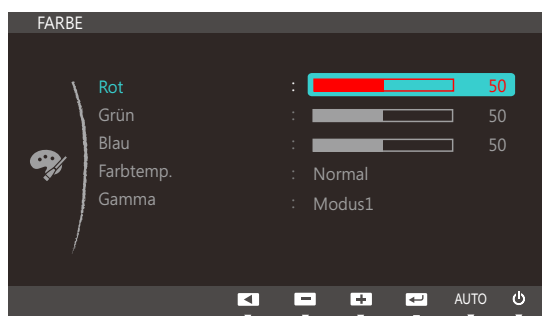 FARBE
Rot : 50
Grün : 50
Blau : 50
Farbtemp. : Normal
Gamma : Modus1
AUTO